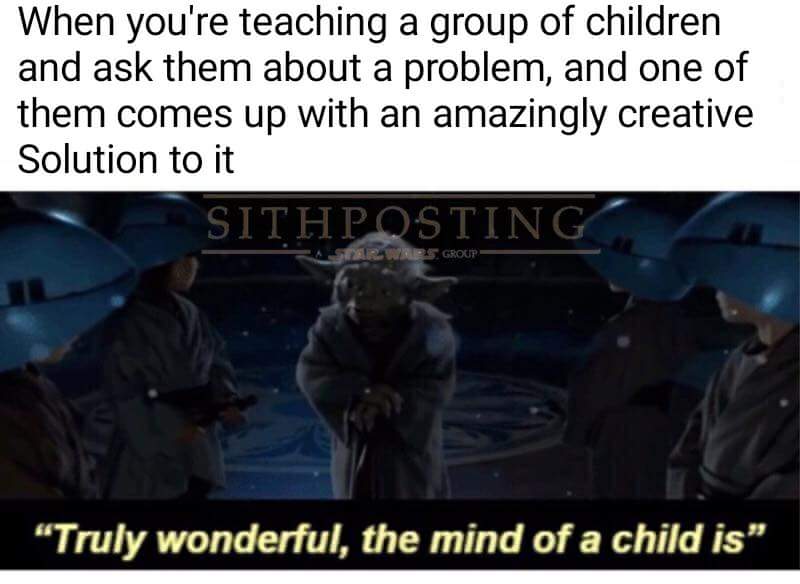 When you're teaching a group of children
and ask them about a problem, and one of
them comes up with an amazingly creative
Solution to it
SITHPOSTING
A STAR WARS GROUP
“Truly wonderful, the mind of a child is”